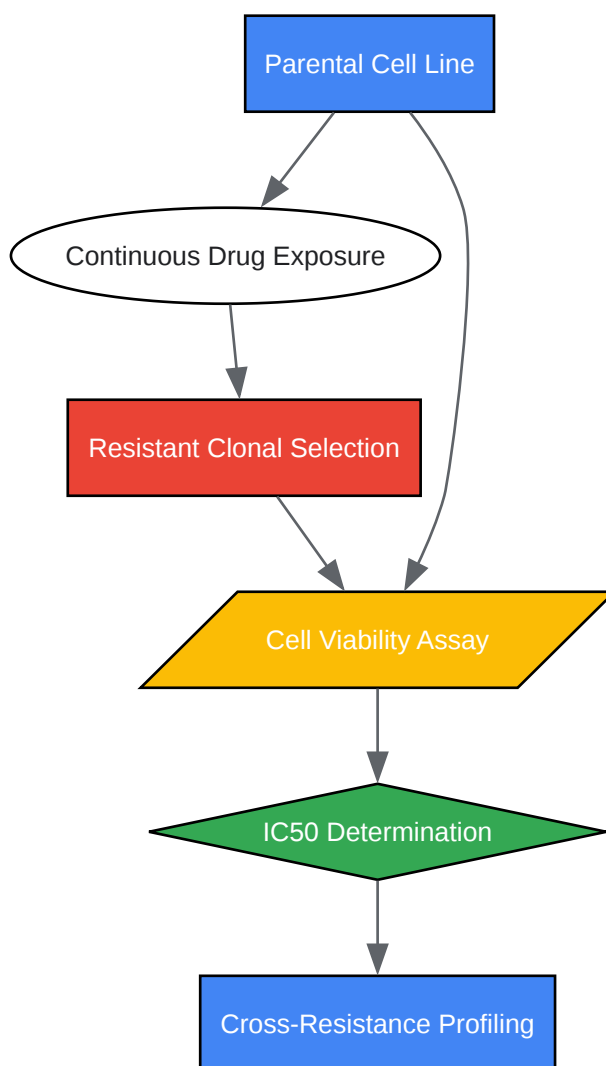 Parental Cell Line
Continuous Drug Exposure
Resistant Clonal Selection
Cell Viability Assay
IC50 Determination
Cross-Resistance Profiling